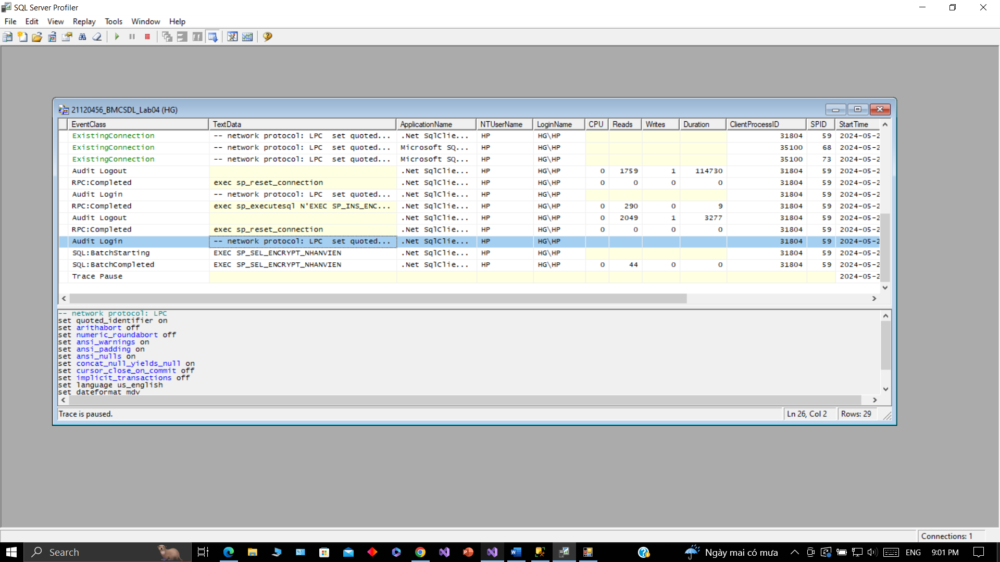 SQL Server Profiler
File Edit View Replay Tools Window Help
21120456_BMCSDL_Lab04 (HG)
EventClass TextData ApplicationName NTUserName LoginName CPU Reads Writes Duration ClientProcessID SPID StartTime
ExistingConnection -- network protocol: LPC set quoted... .Net SqlClie... HP HG\HP 31804 59 2024-05-2
ExistingConnection -- network protocol: LPC set quoted... Microsoft SQ... HP HG\HP 35100 68 2024-05-2
ExistingConnection -- network protocol: LPC set quoted... Microsoft SQ... HP HG\HP 35100 73 2024-05-2
Audit Logout .Net SqlClie... HP HG\HP 0 1759 1 114730 31804 59 2024-05-2
RPC:Completed exec sp_reset_connection .Net SqlClie... HP HG\HP 0 0 0 0 31804 59 2024-05-2
Audit Login -- network protocol: LPC set quoted... .Net SqlClie... HP HG\HP 31804 59 2024-05-2
RPC:Completed exec sp_executesql N'EXEC SP_INS_ENC... .Net SqlClie... HP HG\HP 0 290 0 9 31804 59 2024-05-2
Audit Logout .Net SqlClie... HP HG\HP 0 2049 1 3277 31804 59 2024-05-2
RPC:Completed exec sp_reset_connection .Net SqlClie... HP HG\HP 0 0 0 0 31804 59 2024-05-2
Audit Login -- network protocol: LPC set quoted... .Net SqlClie... HP HG\HP 31804 59 2024-05-2
SQL:BatchStarting EXEC SP_SEL_ENCRYPT_NHANVIEN .Net SqlClie... HP HG\HP 31804 59 2024-05-2
SQL:BatchCompleted EXEC SP_SEL_ENCRYPT_NHANVIEN .Net SqlClie... HP HG\HP 0 44 0 0 31804 59 2024-05-2
Trace Pause 2024-05-2
-- network protocol: LPC
set quoted_identifier on
set arithabort off
set numeric_roundabort off
set ansi_warnings on
set ansi_padding on
set ansi_nulls on
set concat_null_yields_null on
set cursor_close_on_commit off
set implicit_transactions off
set language us_english
set dateformat mdy
Trace is paused. Ln 26, Col 2 Rows: 29
Connections: 1
Search Ngày mai có mưa ENG 9:01 PM